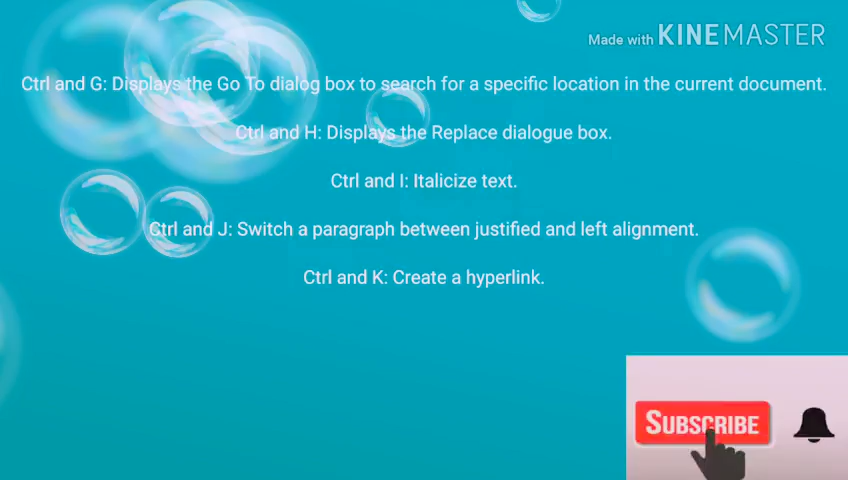 Made with KINEMASTER
Ctrl and G: Displays the Go To dialog box to search for a specific location in the current document.
Ctrl and H: Displays the Replace dialogue box.
Ctrl and I: Italicize text.
Ctrl and J: Switch a paragraph between justified and left alignment.
Ctrl and K: Create a hyperlink.
SUBSCRIBE